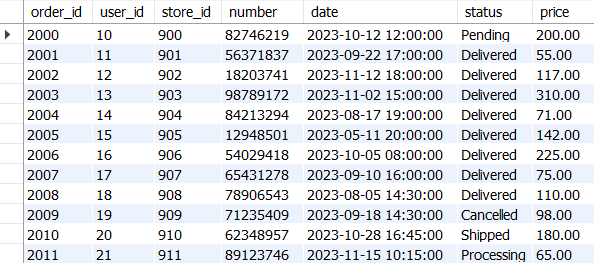 order_id user_id store_id number date status price
2000 10 900 82746219 2023-10-12 12:00:00 Pending 200.00
2001 11 901 56371837 2023-09-22 17:00:00 Delivered 55.00
2002 12 902 18203741 2023-11-12 18:00:00 Delivered 117.00
2003 13 903 98789172 2023-11-02 15:00:00 Delivered 310.00
2004 14 904 84213294 2023-08-17 19:00:00 Delivered 71.00
2005 15 905 12948501 2023-05-11 20:00:00 Delivered 142.00
2006 16 906 54029418 2023-10-05 08:00:00 Delivered 225.00
2007 17 907 65431278 2023-09-10 16:00:00 Delivered 75.00
2008 18 908 78906543 2023-08-05 14:30:00 Delivered 110.00
2009 19 909 71235409 2023-09-18 14:30:00 Cancelled 98.00
2010 20 910 62348957 2023-10-28 16:45:00 Shipped 180.00
2011 21 911 89123746 2023-11-15 10:15:00 Processing 65.00